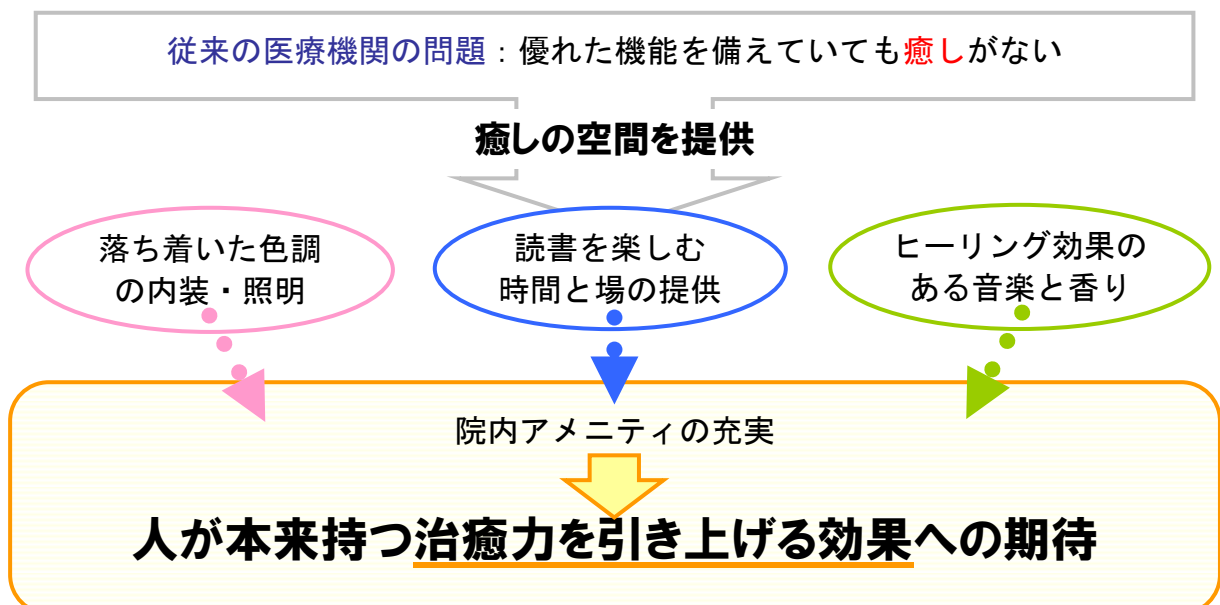 従来の医療機関の問題：優れた機能を備えていても癒しがない
癒しの空間を提供
落ち着いた色調
の内装・照明
読書を楽しむ
時間と場の提供
ヒーリング効果の
ある音楽と香り
院内アメニティの充実
人が本来持つ治癒力を引き上げる効果への期待